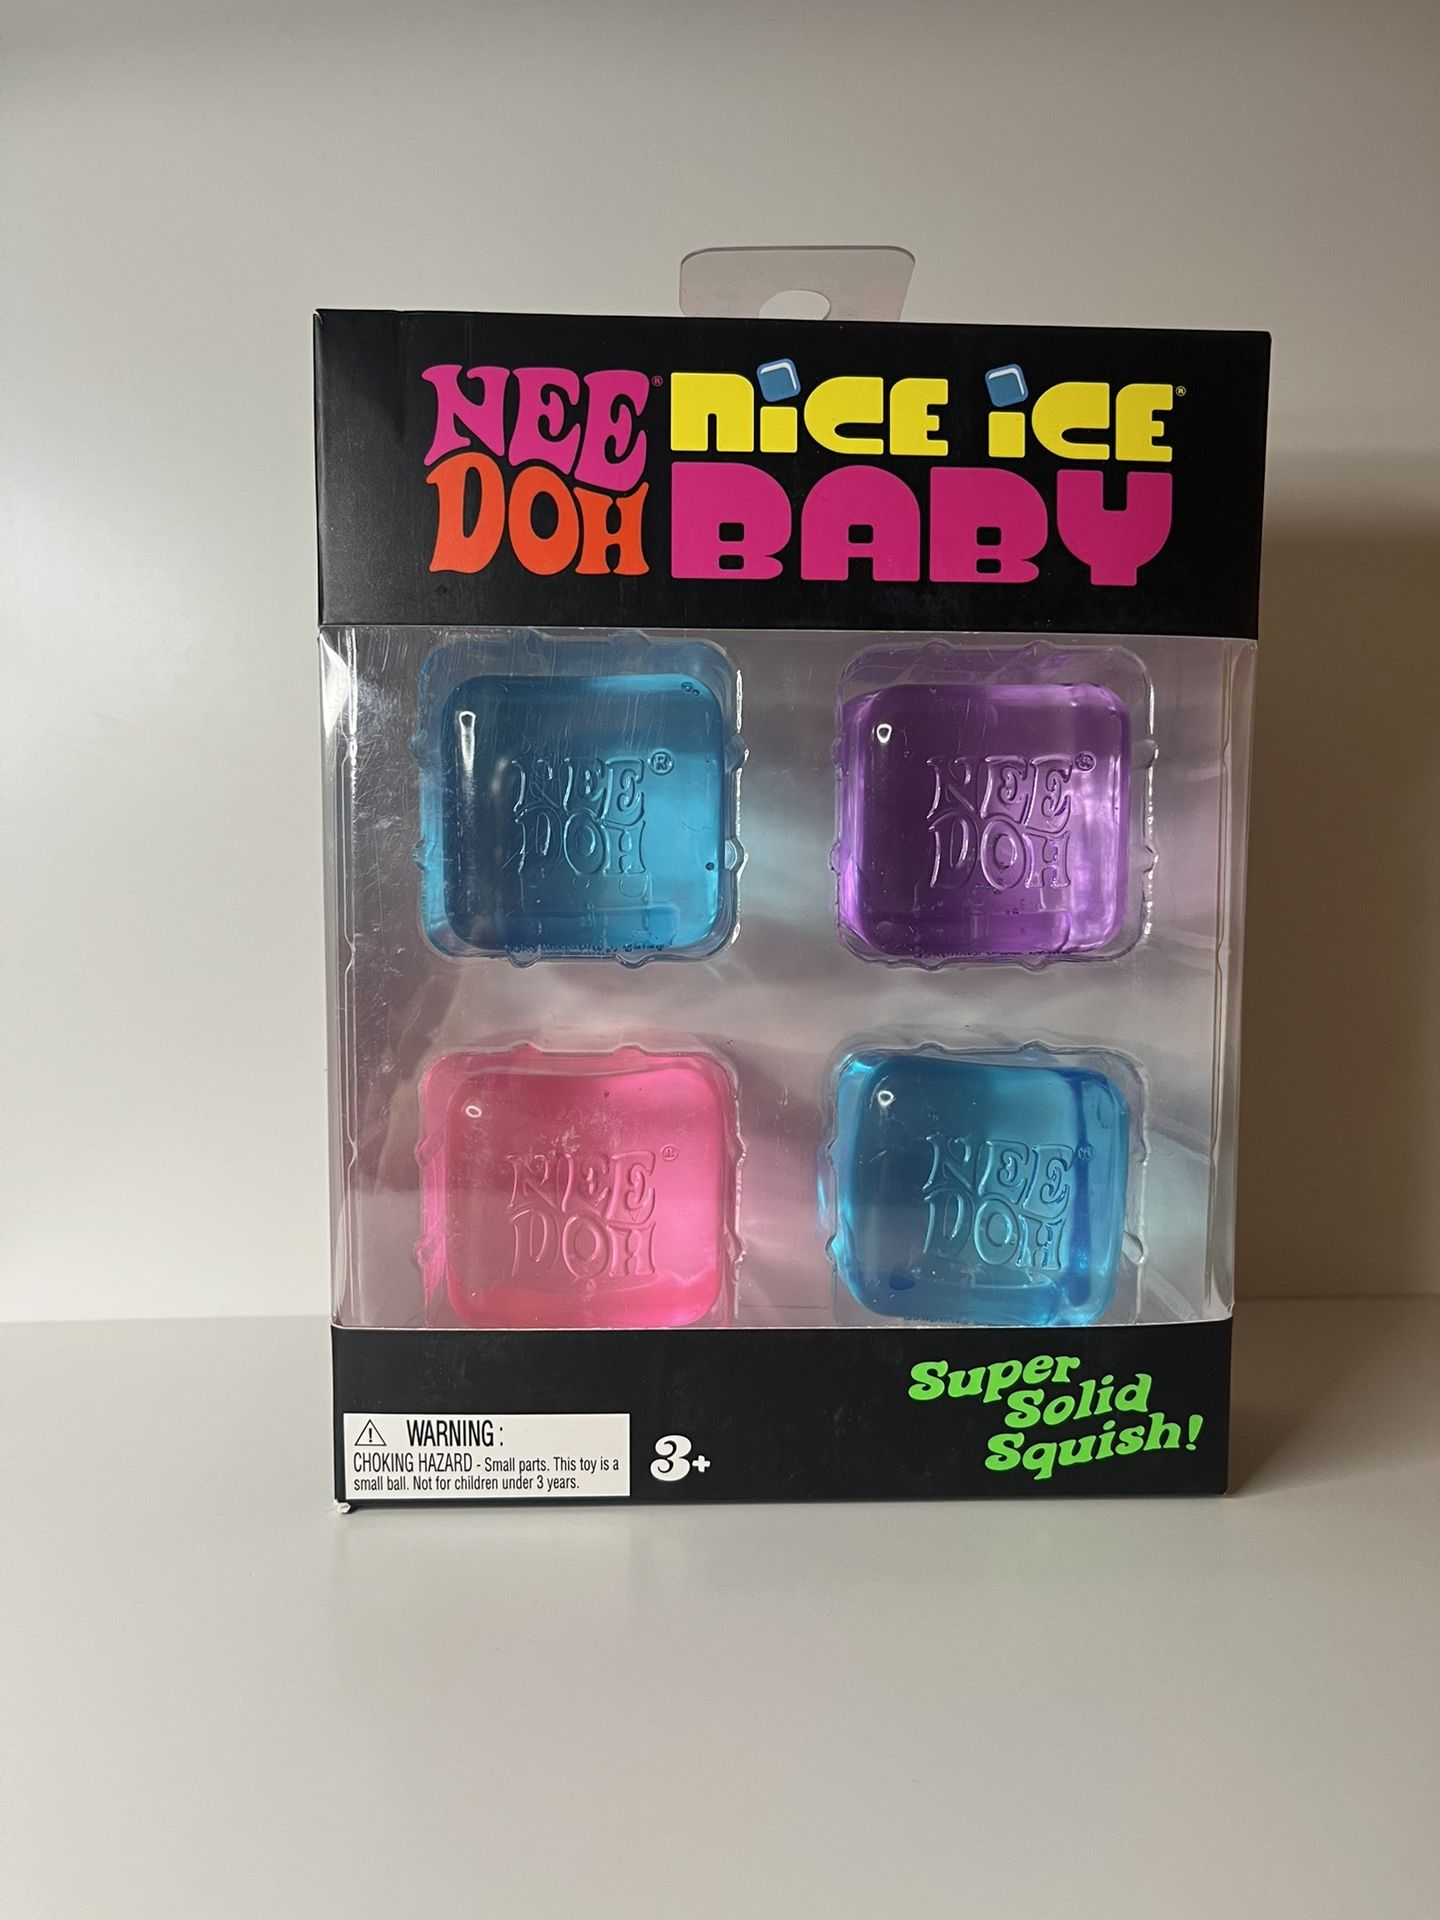 NEE® NiCE iCE®
DOH BABY
NEE®
DOH
NEE®
DOH
NEE®
DOH
NEE®
DOH
Super
Solid
Squish!
WARNING :
CHOKING HAZARD - Small parts. This toy is a
small ball. Not for children under 3 years.
3+